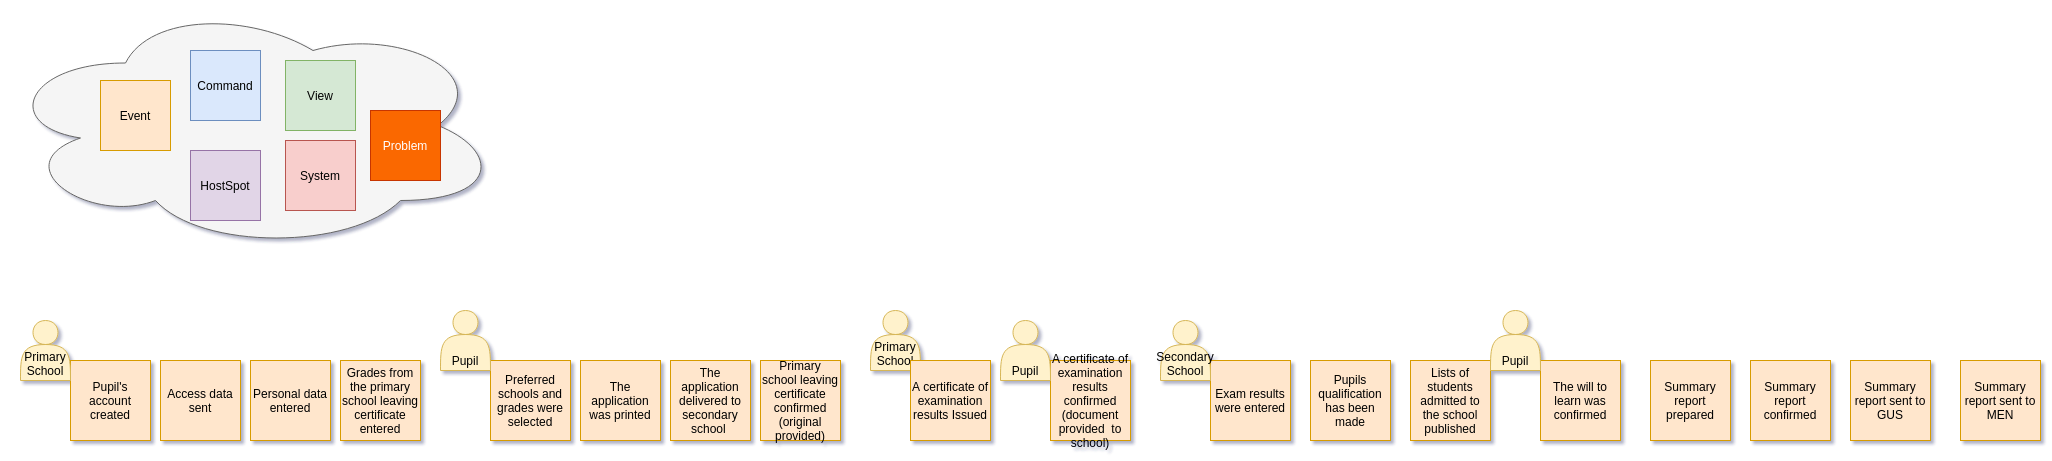 Event
Command
View
Problem
HostSpot
System
Primary
School
Pupil's
account
created
Access data
sent
Personal data
entered
Grades from
the primary
school leaving
certificate
entered
Pupil
Preferred
schools and
grades were
selected
The
application
was printed
The
application
delivered to
secondary
school
Primary
school leaving
certificate
confirmed
(original
provided)
Primary
School
A certificate of
examination
results Issued
Pupil
A certificate of
examination
results
confirmed
(document
provided to
school)
Secondary
School
Exam results
were entered
Pupils
qualification
has been
made
Lists of
students
admitted to
the school
published
Pupil
The will to
learn was
confirmed
Summary
report
prepared
Summary
report
confirmed
Summary
report sent to
GUS
Summary
report sent to
MEN